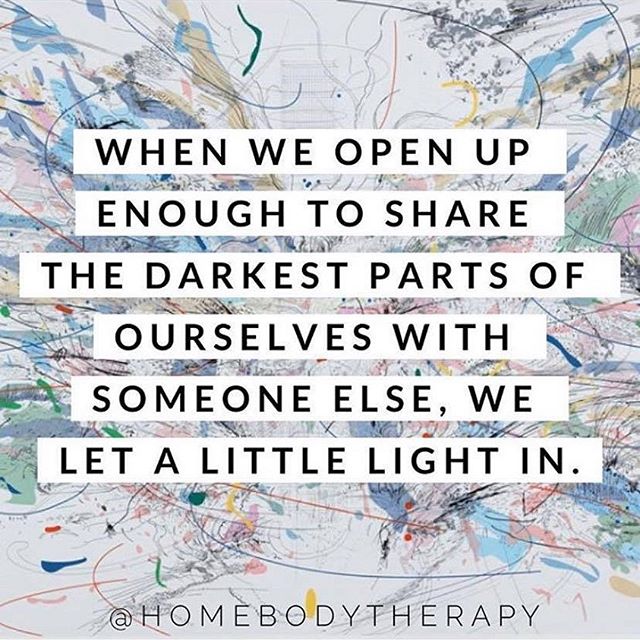 WHEN WE OPEN UP
ENOUGH TO SHARE
THE DARKEST PARTS OF
OURSELVES WITH
SOMEONE ELSE, WE
LET A LITTLE LIGHT IN.
@HOMEBODYTHERAPY